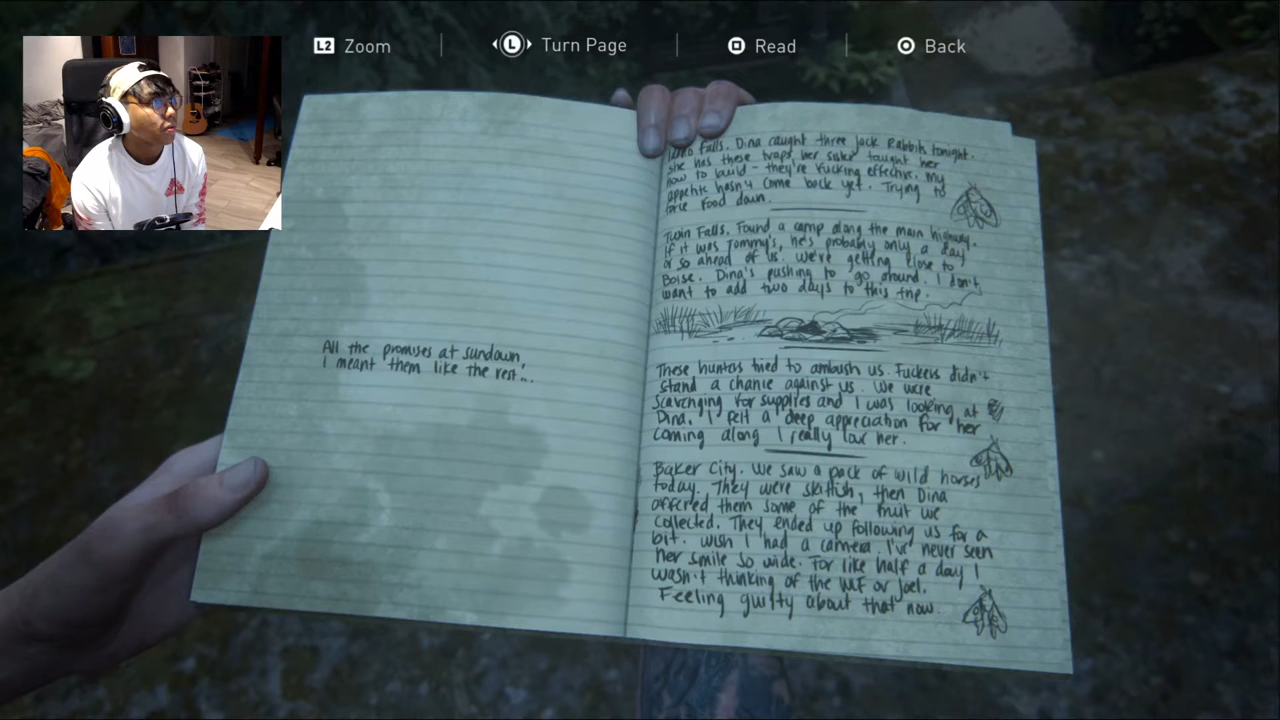 L2 Zoom
L Turn Page
Read
Back
All the promises at sundown,
I meant them like the rest...
Falls. Dina caught three Jack Rabbits tonight.
She has these traps her sister taught her
how to build - they're fucking effective. My
appetite hasn't come back yet. Trying to
force food down.
Twin Falls. Found a camp along the main highway.
If it was Tommy's, he's probably only a day
or so ahead of us. We're getting close to
Boise. Dina's pushing to go around. I don't
want to add two days to this trip.
These hunters tried to ambush us. Fuckers didn't
stand a chance against us. We were
scavenging for supplies and I was looking at
Dina. I felt a deep appreciation for her
coming along I really love her.
Baker City. We saw a pack of wild horses
today. They were skittish, then Dina
offered them some of the fruit we
collected. They ended up following us for a
bit. Wish I had a camera. I've never seen
her smile so wide. For like half a day I
wasn't thinking of the WLF or Joel.
Feeling guilty about that now.